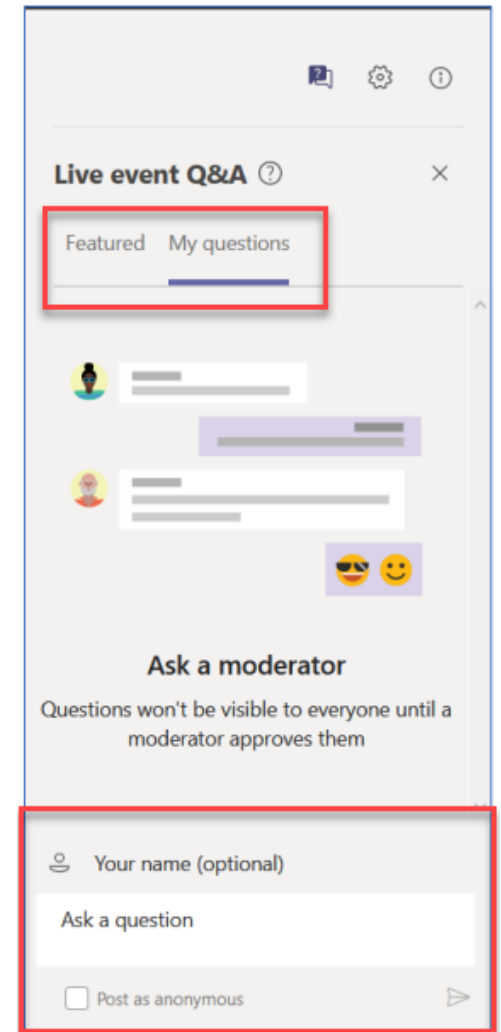 Live event Q&A
Featured My questions
Ask a moderator
Questions won't be visible to everyone until a
moderator approves them
Your name (optional)
Ask a question
Post as anonymous